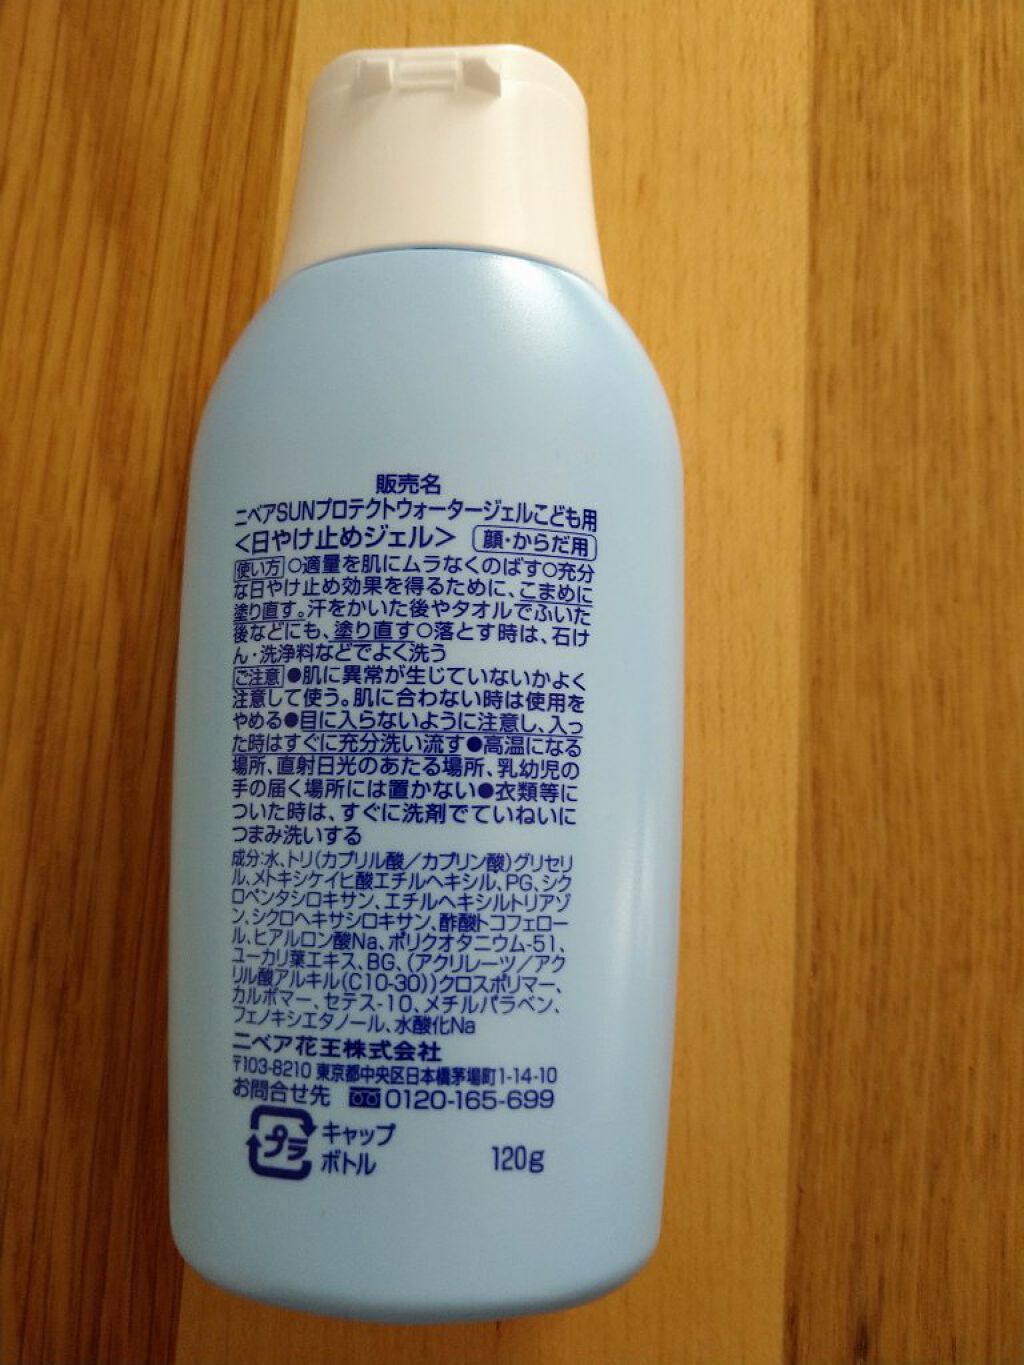 販売名
ニベアSUNプロテクトウォータージェルこども用
<日やけ止めジェル> 顔・からだ用
使い方 ○適量を肌にムラなくのばす○充分
な日やけ止め効果を得るために、こまめに
塗り直す。汗をかいた後やタオルでふいた
後などにも、塗り直す○落とす時は、石け
ん・洗浄料などでよく洗う
ご注意 ●肌に異常が生じていないかよく
注意して使う。肌に合わない時は使用を
やめる●目に入らないように注意し、入っ
た時はすぐに充分洗い流す●高温になる
場所、直射日光のあたる場所、乳幼児の
手の届く場所には置かない●衣類等に
ついた時は、すぐに洗剤でていねいに
つまみ洗いする
成分:水、トリ(カプリル酸/カプリン酸)グリセリ
ル、メトキシケイヒ酸エチルヘキシル、PG、シク
ロペンタシロキサン、エチルヘキシルトリアゾ
ン、シクロヘキサシロキサン、酢酸トコフェロー
ル、ヒアルロン酸Na、ポリクオタニウム-51、
ユーカリ葉エキス、BG、(アクリレーツ/アク
リル酸アルキル(C10-30))クロスポリマー、
カルボマー、セテス-10、メチルパラベン、
フェノキシエタノール、水酸化Na
ニベア花王株式会社
〒103-8210 東京都中央区日本橋茅場町1-14-10
お問合せ先 0120-165-699
プラ キャップ
ボトル 120g